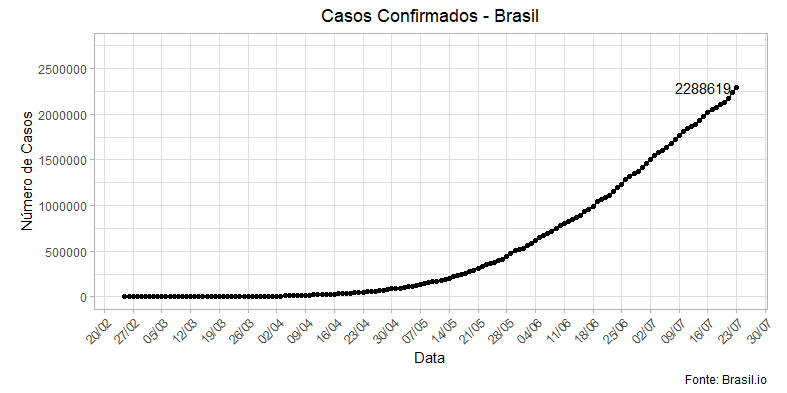 Casos Confirmados - Brasil
Número de Casos
2500000
2000000
1500000
1000000
500000
0
2288619
20/02 27/02 05/03 12/03 19/03 26/03 02/04 09/04 16/04 23/04 30/04 07/05 14/05 21/05 28/05 04/06 11/06 18/06 25/06 02/07 09/07 16/07 23/07 30/07
Data
Fonte: Brasil.io